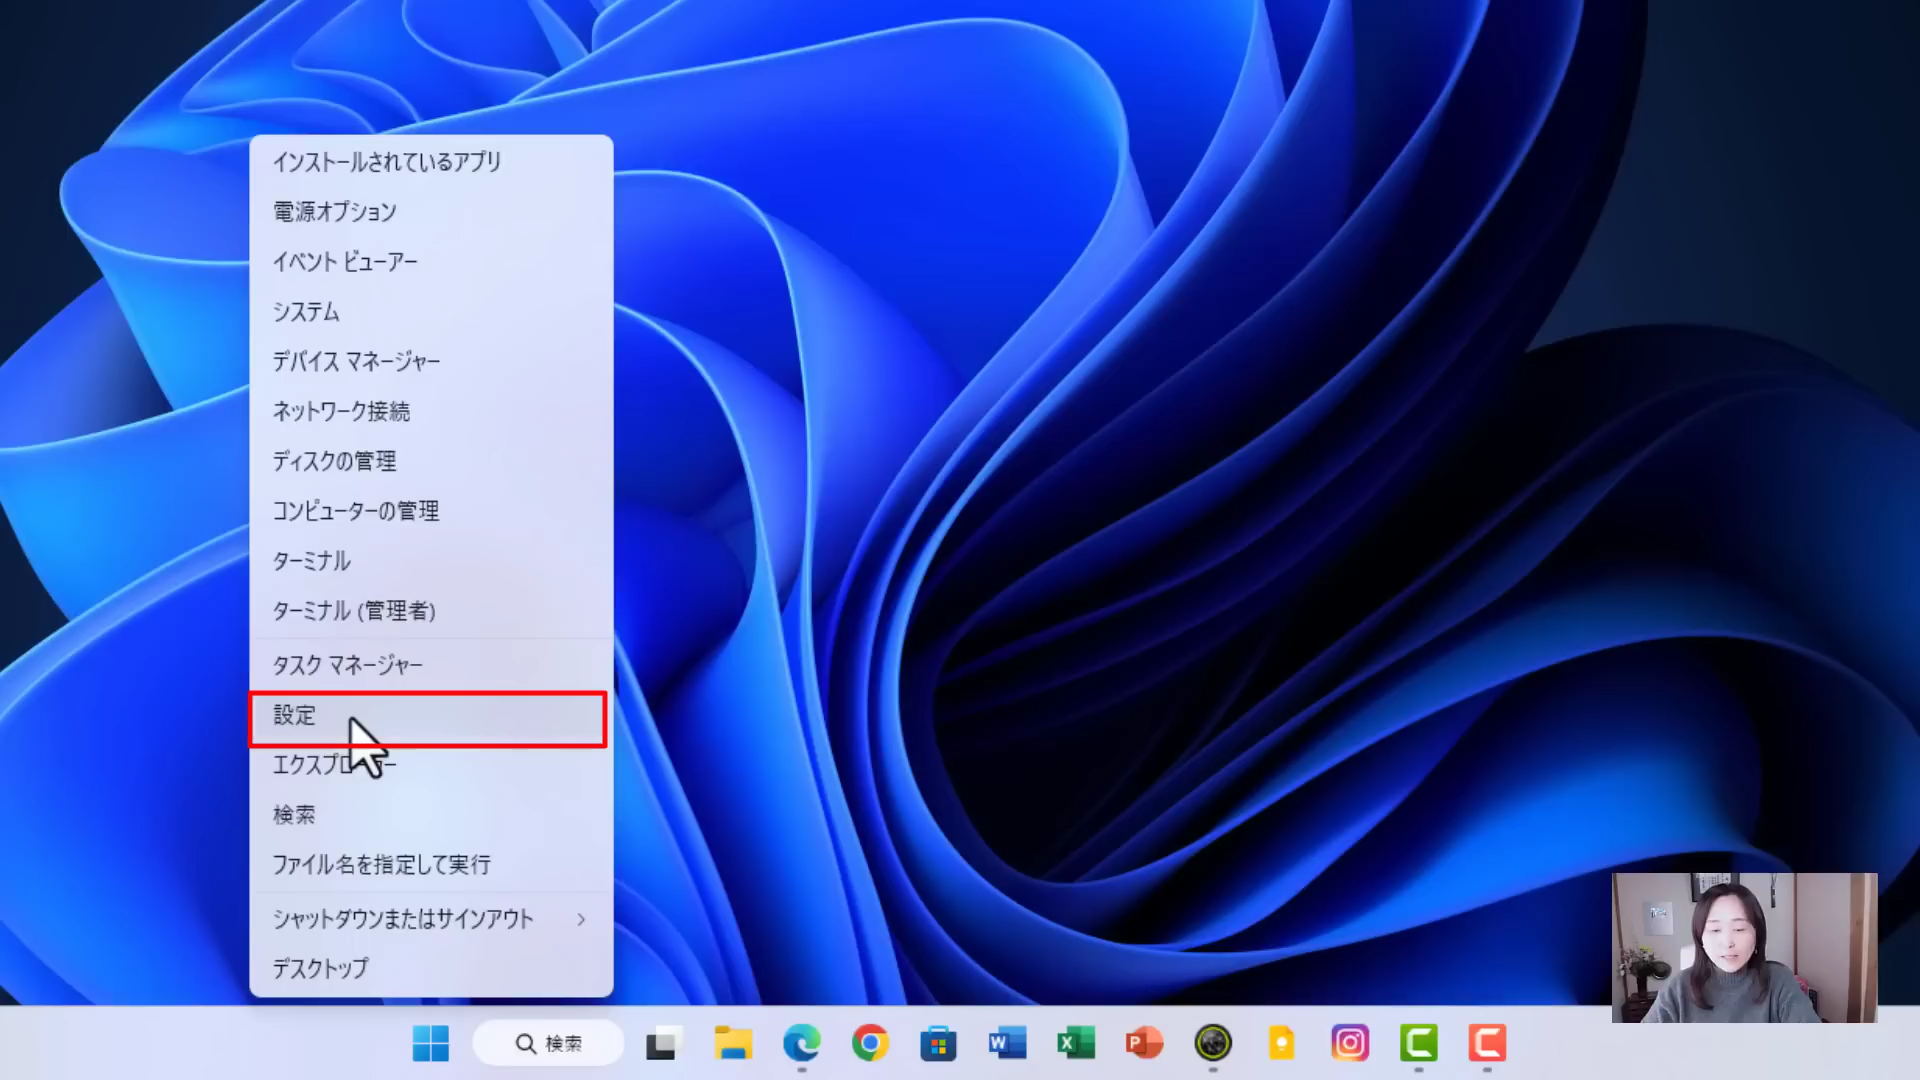 インストールされているアプリ
電源オプション
イベント ビューアー
システム
デバイス マネージャー
ネットワーク接続
ディスクの管理
コンピューターの管理
ターミナル
ターミナル (管理者)
タスク マネージャー
設定
検索
ファイル名を指定して実行
シャットダウンまたはサインアウト
デスクトップ
検索